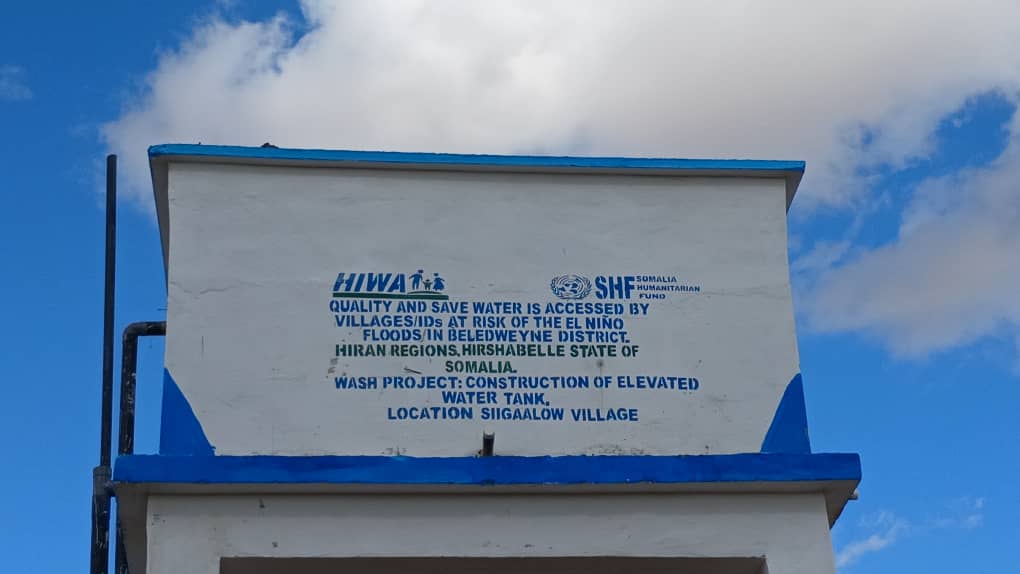 HIWA
SHF SOMALIA
HUMANITARIAN
FUND
QUALITY AND SAVE WATER IS ACCESSED BY
VILLAGES/IDs AT RISK OF THE EL NIÑO
FLOODS IN BELEDWEYNE DISTRICT.
HIRAN REGIONS.HIRSHABELLE STATE OF
SOMALIA.
WASH PROJECT: CONSTRUCTION OF ELEVATED
WATER TANK.
LOCATION SIIGAALOW VILLAGE